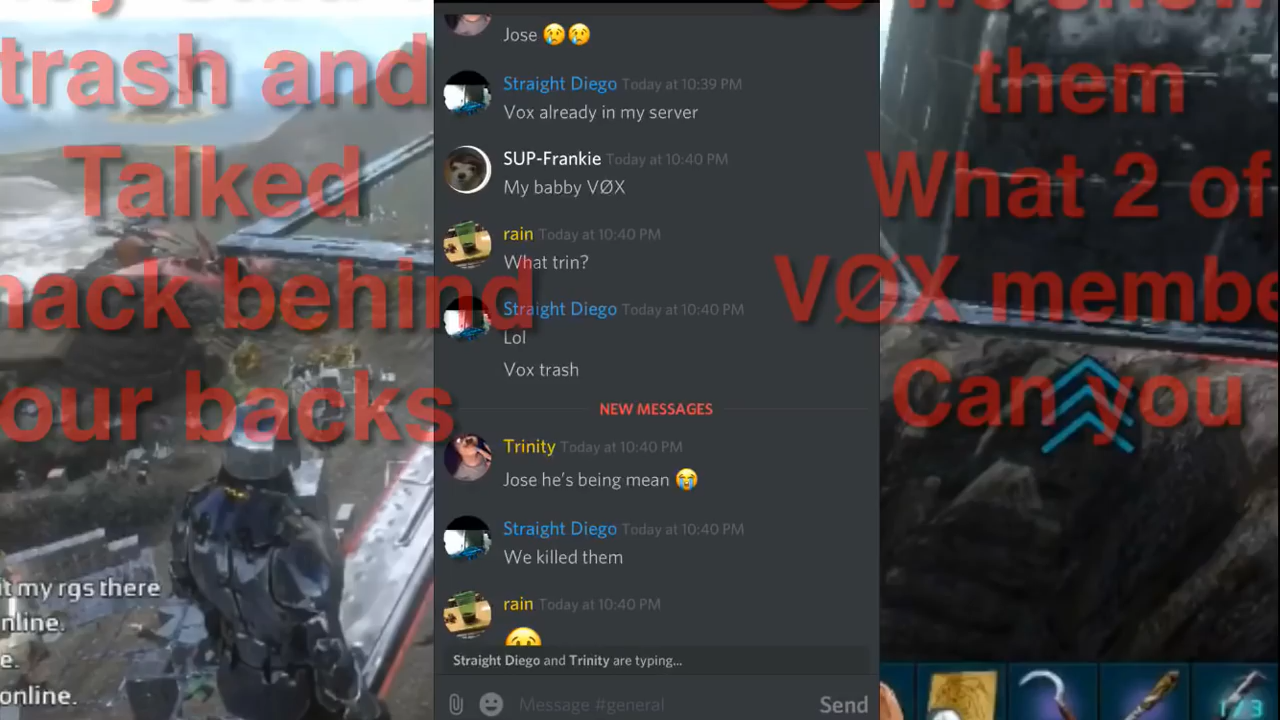 trash and
Talked
behind
our backs
them
What 2 of
VØX membe
Can you
Jose 😢😢
Straight Diego Today at 10:39 PM
Vox already in my server
SUP-Frankie Today at 10:40 PM
My babby VØX
rain Today at 10:40 PM
What trin?
Straight Diego Today at 10:40 PM
Lol
Vox trash
NEW MESSAGES
Trinity Today at 10:40 PM
Jose he's being mean 😭
Straight Diego Today at 10:40 PM
We killed them
rain Today at 10:40 PM
😢
Straight Diego and Trinity are typing...
Message #general
Send
t my rgs there
nline.
e.
online.
1/3